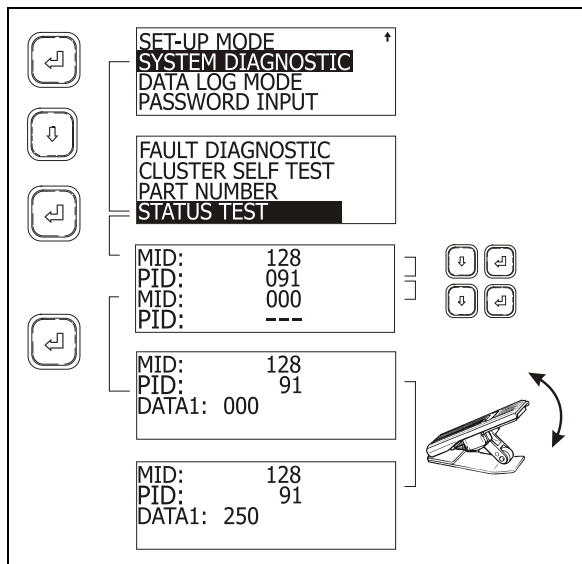 SET-UP MODE
SYSTEM DIAGNOSTIC
DATA LOG MODE
PASSWORD INPUT
FAULT DIAGNOSTIC
CLUSTER SELF TEST
PART NUMBER
STATUS TEST
MID: 128
PID: 091
MID: 000
PID: ---
MID: 128
PID: 91
DATA1: 000
MID: 128
PID: 91
DATA1: 250